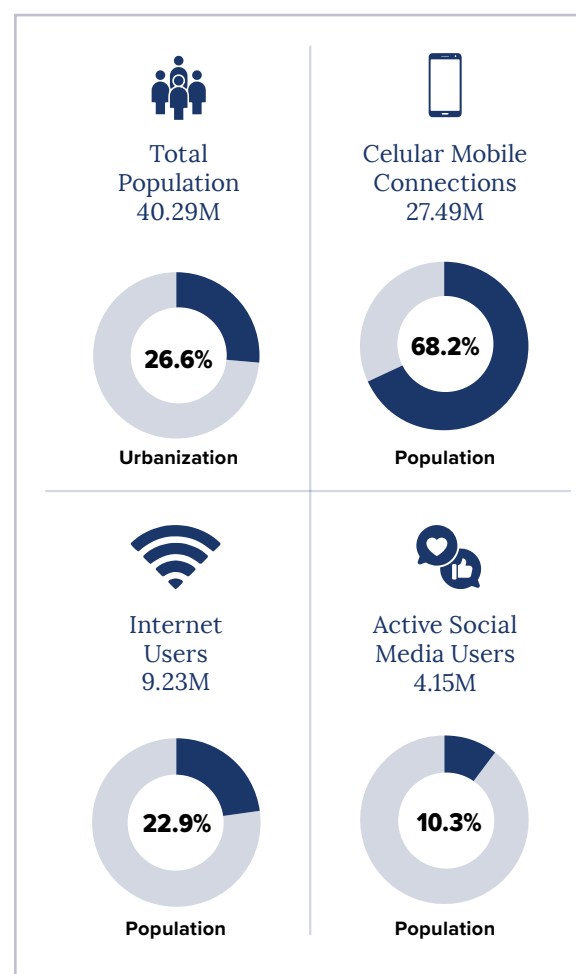 Total
Population
40.29M
26.6%
Urbanization
Celular Mobile
Connections
27.49M
68.2%
Population
Internet
Users
9.23M
22.9%
Population
Active Social
Media Users
4.15M
10.3%
Population